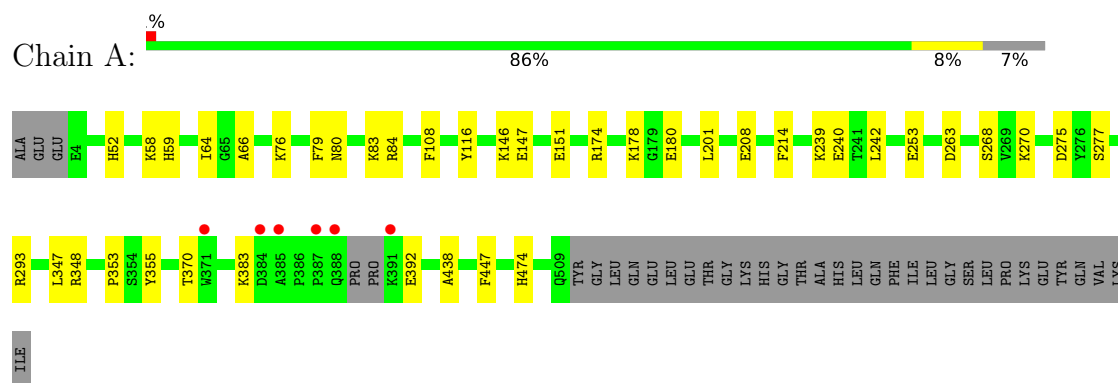 .%
Chain A:
86% 8% 7%
ALA GLU GLU E4 H52 K58 H59 I64 G65 A66 K76 F79 N80 K83 R84 F108 Y116 K146 E147 E151 R174 K178 G179 E180 L201 E208 F214 K239 E240 T241 L242 E253 D263 S268 V269 K270 D275 Y276 S277
R293 L347 R348 P353 S354 Y355 T370 W371 K383 D384 A385 P386 P387 Q388 PRO PRO K391 E392 A438 F447 H474 Q509 TYR GLY LEU GLN GLU LEU GLU THR GLY LYS HIS GLY THR ALA HIS LEU GLN PHE ILE LEU GLY SER LEU PRO LYS GLU TYR GLN VAL LYS
ILE